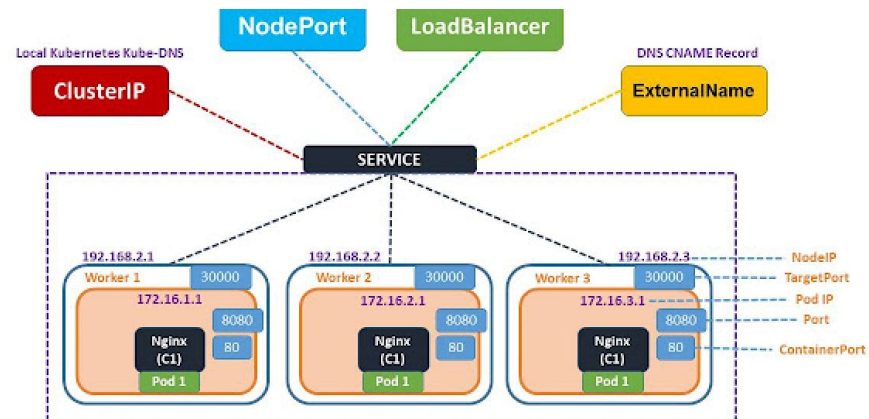 NodePort
LoadBalancer
Local Kubernetes Kube-DNS
DNS CNAME Record
ClusterIP
ExternalName
SERVICE
192.168.2.1
192.168.2.2
192.168.2.3
NodeIP
Worker 1
30000
Worker 2
30000
Worker 3
30000
TargetPort
172.16.1.1
172.16.2.1
172.16.3.1
Pod IP
8080
8080
8080
Port
Nginx
(C1)
80
Nginx
(C1)
80
Nginx
(C1)
80
ContainerPort
Pod 1
Pod 1
Pod 1